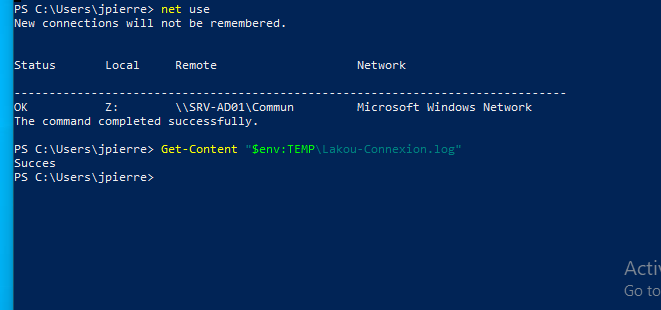 PS C:\Users\jpierre> net use
New connections will not be remembered.
Status Local Remote Network
-------------------------------------------------------------------------------
OK Z: \\SRV-AD01\Commun Microsoft Windows Network
The command completed successfully.
PS C:\Users\jpierre> Get-Content "$env:TEMP\Lakou-Connexion.log"
Succes
PS C:\Users\jpierre>
Go to